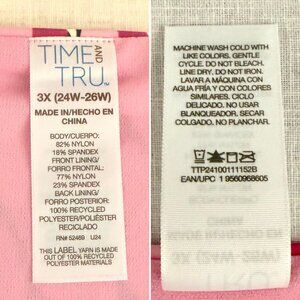 TIME AND TRU
3X (24W-26W)
MADE IN/HECHO EN
CHINA
BODY/CUERPO:
82% NYLON
18% SPANDEX
FRONT LINING/
FORRO FRONTAL:
77% NYLON
23% SPANDEX
BACK LINING/
FORRO POSTERIOR:
100% RECYCLED
POLYESTER/POLIÉSTER
RECICLADO
RN# 52469 U24
THIS LABEL YARN IS MADE
OUT OF 100% RECYCLED
POLYESTER MATERIALS
MACHINE WASH COLD WITH
LIKE COLORS. GENTLE
CYCLE. DO NOT BLEACH.
LINE DRY. DO NOT IRON.
LAVAR A MÁQUINA CON
AGUA FRÍA Y CON COLORES
SIMILARES. CICLO
DELICADO. NO USAR
BLANQUEADOR. SECAR
COLGADO. NO PLANCHAR.
TTP24100111152B
EAN/UPC 1 9560968605